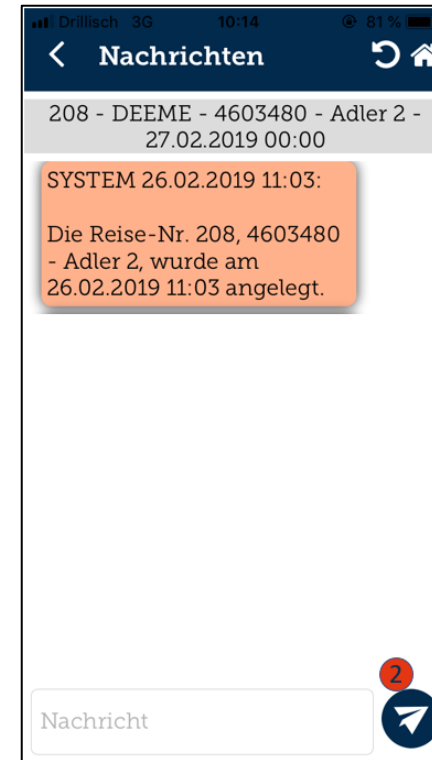 Drillisch 3G 10:14 81 %
Nachrichten
208 - DEEME - 4603480 - Adler 2 -
27.02.2019 00:00
SYSTEM 26.02.2019 11:03:
Die Reise-Nr. 208, 4603480
- Adler 2, wurde am
26.02.2019 11:03 angelegt.
2
Nachricht